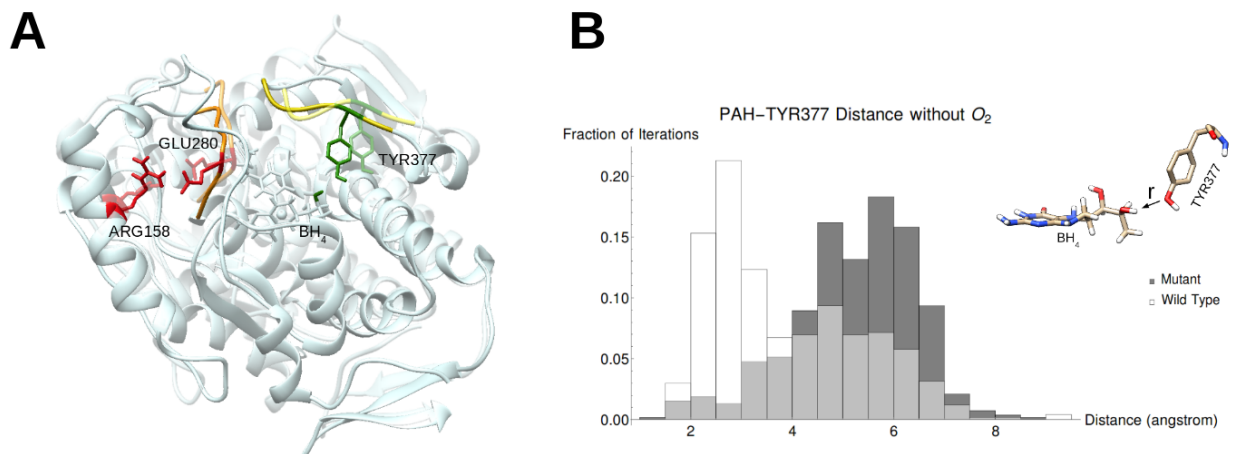 A
GLU280
TYR377
ARG158
BH4
B
PAH−TYR377 Distance without O2
Fraction of Iterations
0.20
0.15
0.10
0.05
0.00
2
4
6
8
Distance (angstrom)
r
TYR377
BH4
Mutant
Wild Type